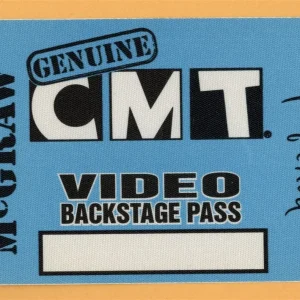 McGRAW
GENUINE
CMT®
VIDEO
BACKSTAGE PASS